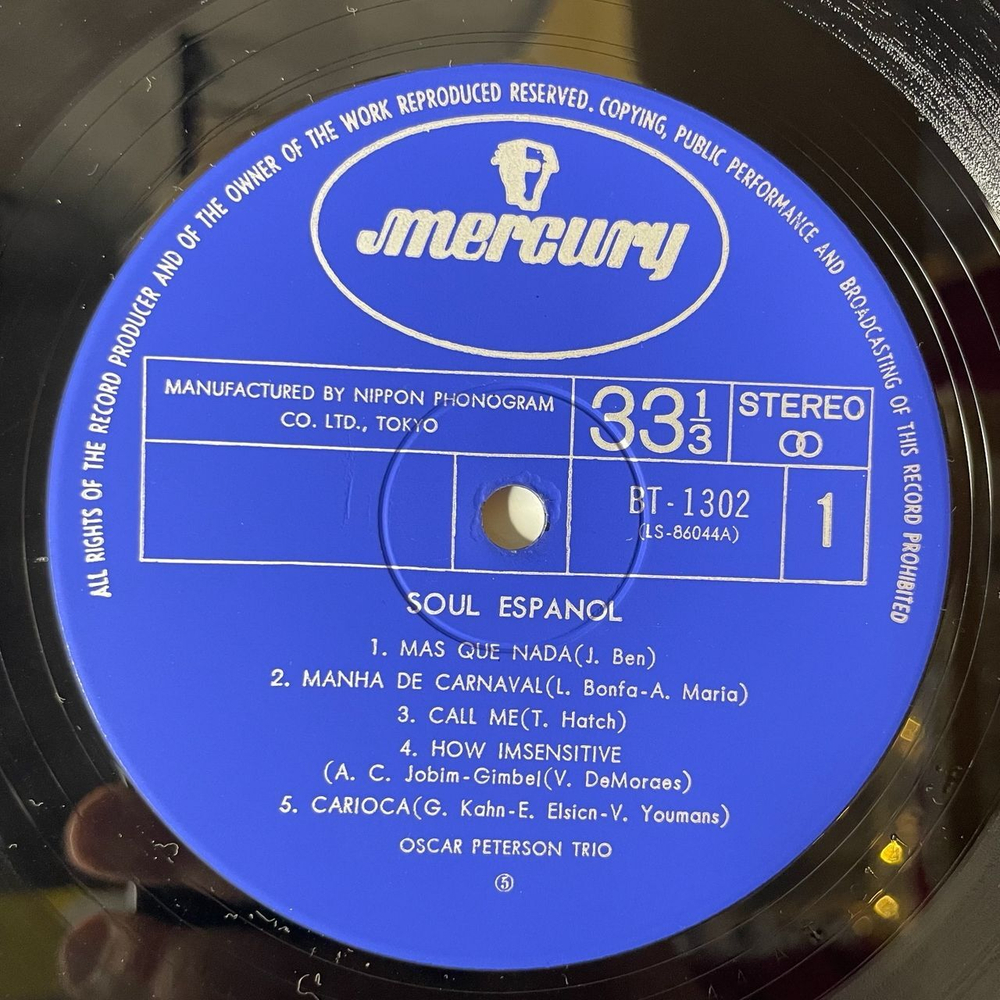 ALL RIGHTS OF THE RECORD PRODUCER AND OF THE OWNER OF THE WORK REPRODUCED RESERVED. COPYING, PUBLIC PERFORMANCE AND BROADCASTING OF THIS RECORD PROHIBITED
mercury
MANUFACTURED BY NIPPON PHONOGRAM
CO. LTD., TOKYO
33 1/3
STEREO
BT-1302
(LS-86044A)
1
SOUL ESPANOL
1. MAS QUE NADA(J. Ben)
2. MANHA DE CARNAVAL(L. Bonfa-A. Maria)
3. CALL ME(T. Hatch)
4. HOW IMSENSITIVE
(A. C. Jobim-Gimbel(V. DeMoraes)
5. CARIOCA(G. Kahn-E. Elsicn-V. Youmans)
OSCAR PETERSON TRIO
⑤